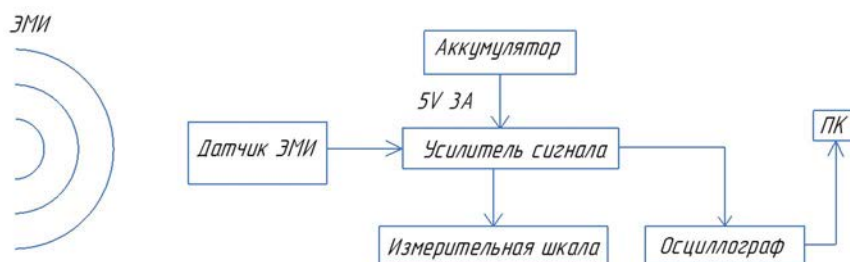 ЭМИ
Аккумулятор
5V 3A
Датчик ЭМИ
Усилитель сигнала
ПК
Измерительная шкала
Осциллограф